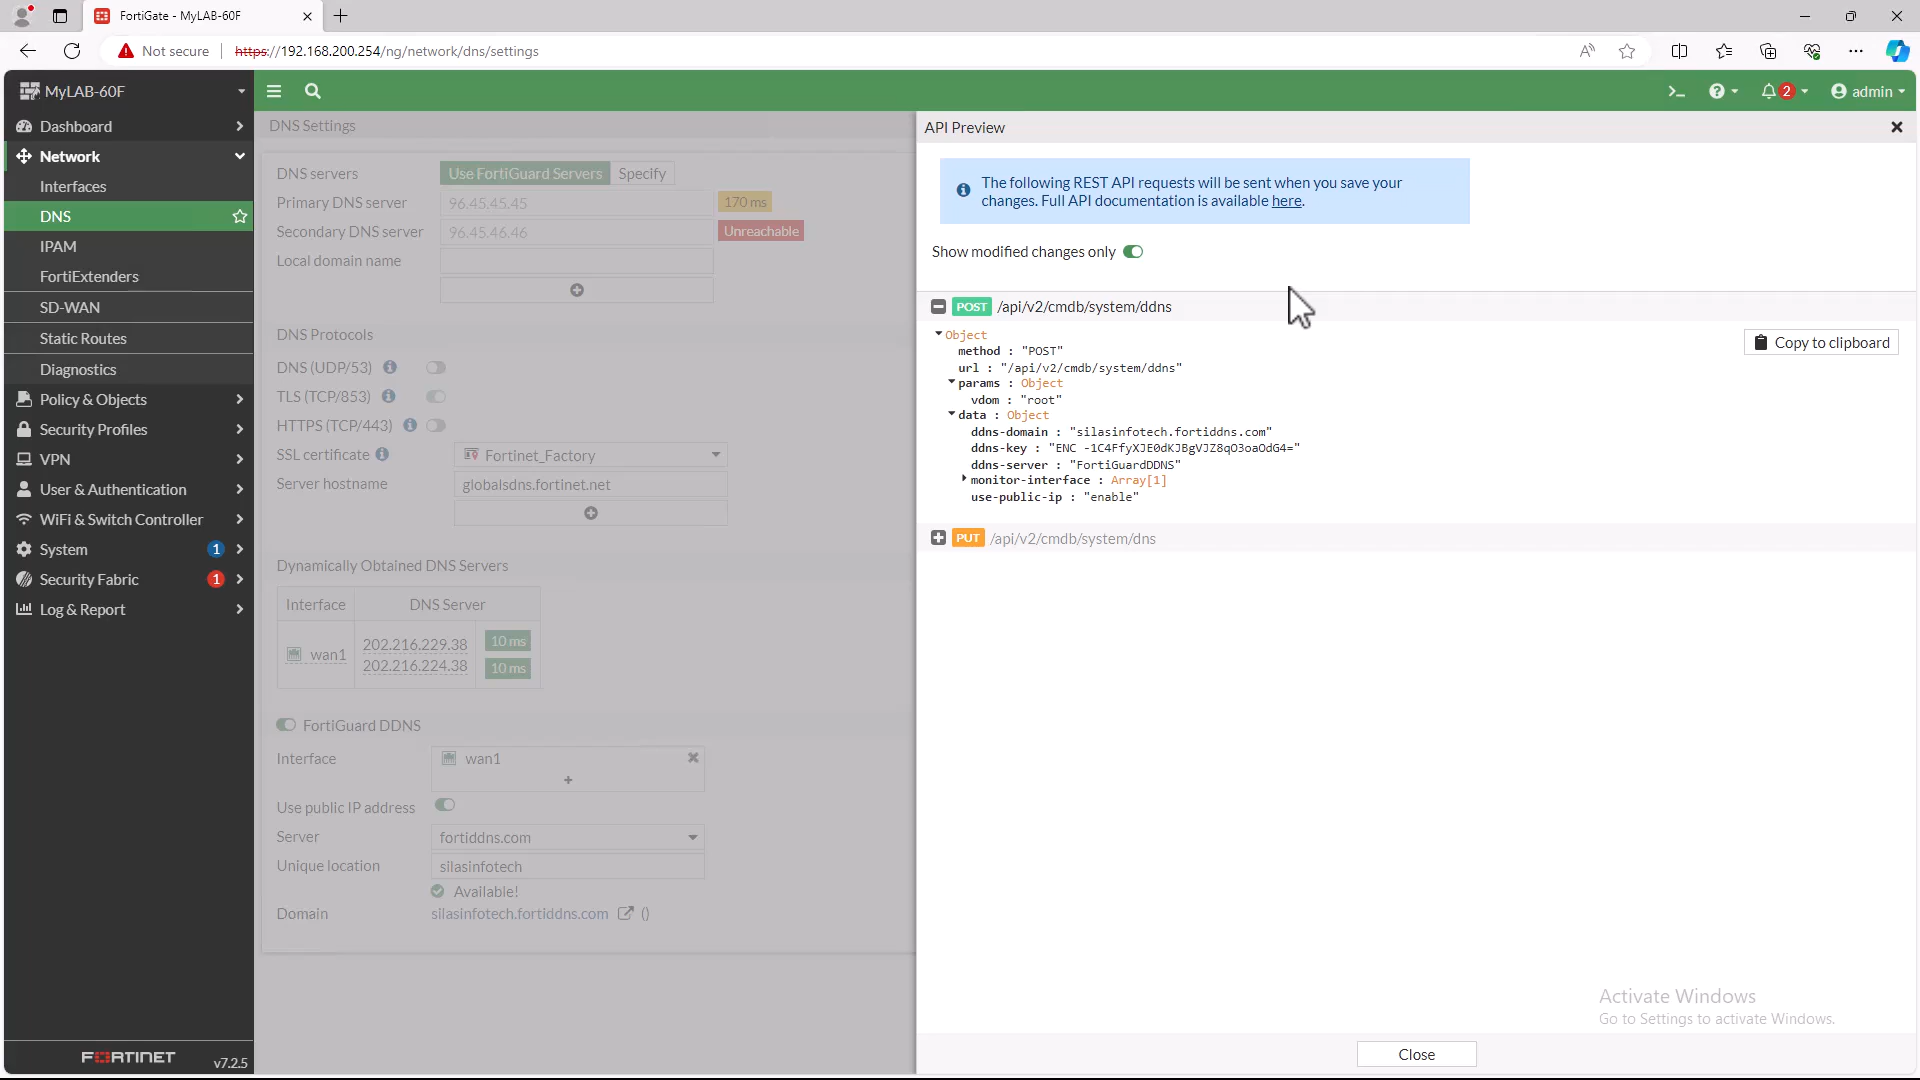 FortiGate - MyLAB-60F
Not secure https://192.168.200.254/ng/network/dns/settings
MyLAB-60F
2
admin
Dashboard
Network
Interfaces
DNS
IPAM
FortiExtenders
SD-WAN
Static Routes
Diagnostics
Policy & Objects
Security Profiles
VPN
User & Authentication
WiFi & Switch Controller
System 1
Security Fabric 1
Log & Report
FORTINET v7.2.5
DNS Settings
DNS servers Use FortiGuard Servers Specify
Primary DNS server 96.45.45.45 170 ms
Secondary DNS server 96.45.46.46 Unreachable
Local domain name
DNS Protocols
DNS (UDP/53)
TLS (TCP/853)
HTTPS (TCP/443)
SSL certificate Fortinet_Factory
Server hostname globalsdns.fortinet.net
Dynamically Obtained DNS Servers
Interface DNS Server
wan1
202.216.229.38 10 ms
202.216.224.38 10 ms
FortiGuard DDNS
Interface wan1
Use public IP address
Server fortiddns.com
Unique location silasinfotech
Available!
Domain silasinfotech.fortiddns.com ()
API Preview
The following REST API requests will be sent when you save your
changes. Full API documentation is available here.
Show modified changes only
POST /api/v2/cmdb/system/ddns
Copy to clipboard
Object
method : "POST"
url : "/api/v2/cmdb/system/ddns"
params : Object
vdom : "root"
data : Object
ddns-domain : "silasinfotech.fortiddns.com"
ddns-key : "ENC -1C4FfyXJE0dKJBgVJZ8qO3oaOdG4="
ddns-server : "FortiGuardDDNS"
monitor-interface : Array[1]
use-public-ip : "enable"
PUT /api/v2/cmdb/system/dns
Activate Windows
Go to Settings to activate Windows.
Close